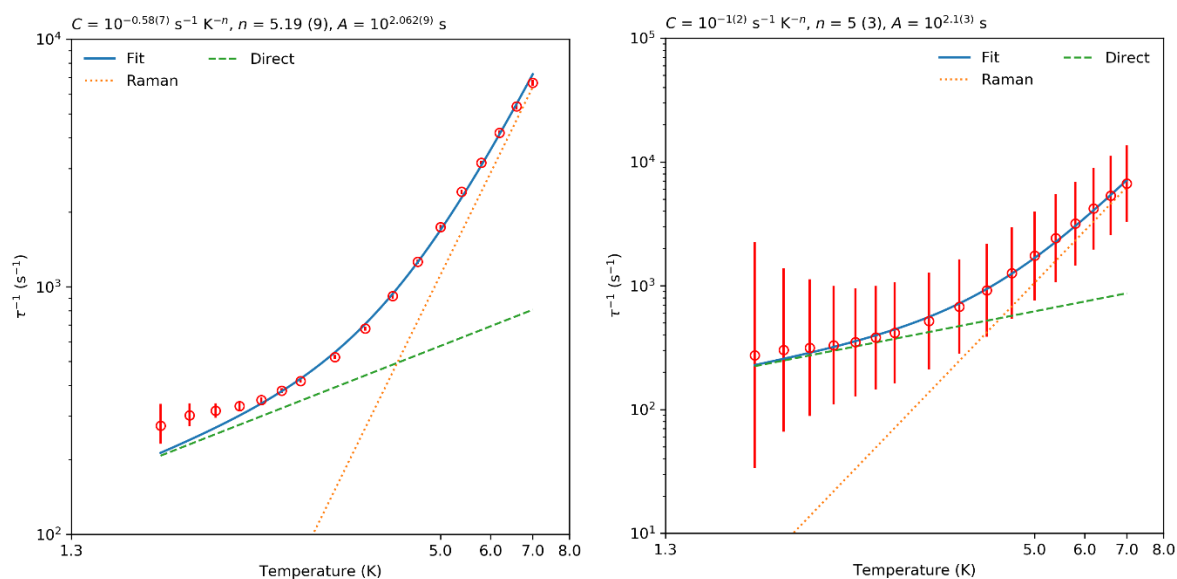 C = 10^−0.58(7) s^−1 K^−n, n = 5.19 (9), A = 10^2.062(9) s
Fit
Direct
Raman
10^4
10^3
10^2
τ^−1 (s^−1)
1.3
5.0
6.0
7.0
8.0
Temperature (K)
C = 10^−1(2) s^−1 K^−n, n = 5 (3), A = 10^2.1(3) s
Fit
Direct
Raman
10^5
10^4
10^3
10^2
10^1
τ^−1 (s^−1)
1.3
5.0
6.0
7.0
8.0
Temperature (K)